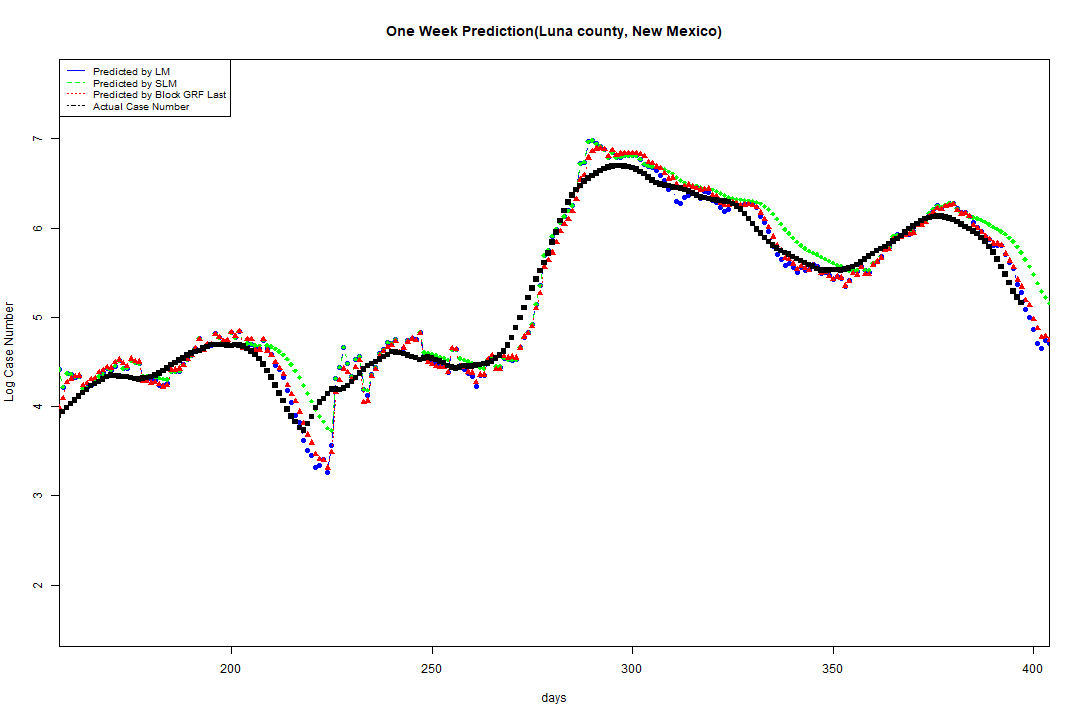 One Week Prediction(Luna county, New Mexico)
Predicted by LM
Predicted by SLM
Predicted by Block GRF Last
Actual Case Number
7
6
5
4
3
2
Log Case Number
200
250
300
350
400
days